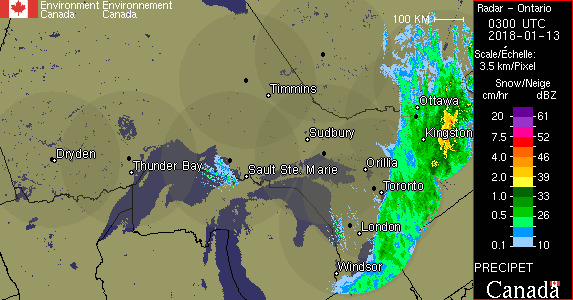 Environment Environnement
Canada Canada
100 KM
Timmins
Ottawa
Sudbury
Kingston
Dryden
Thunder Bay
Sault Ste. Marie
Orillia
Toronto
London
Windsor
Radar - Ontario
0300 UTC
2018-01-13
Scale/Échelle:
3.5 km/Pixel
Snow/Neige
cm/hr dBZ
20 61
7.5 52
4.0 46
2.0 39
1.0 33
0.5 26
0.1 10
PRECIPET
Canada